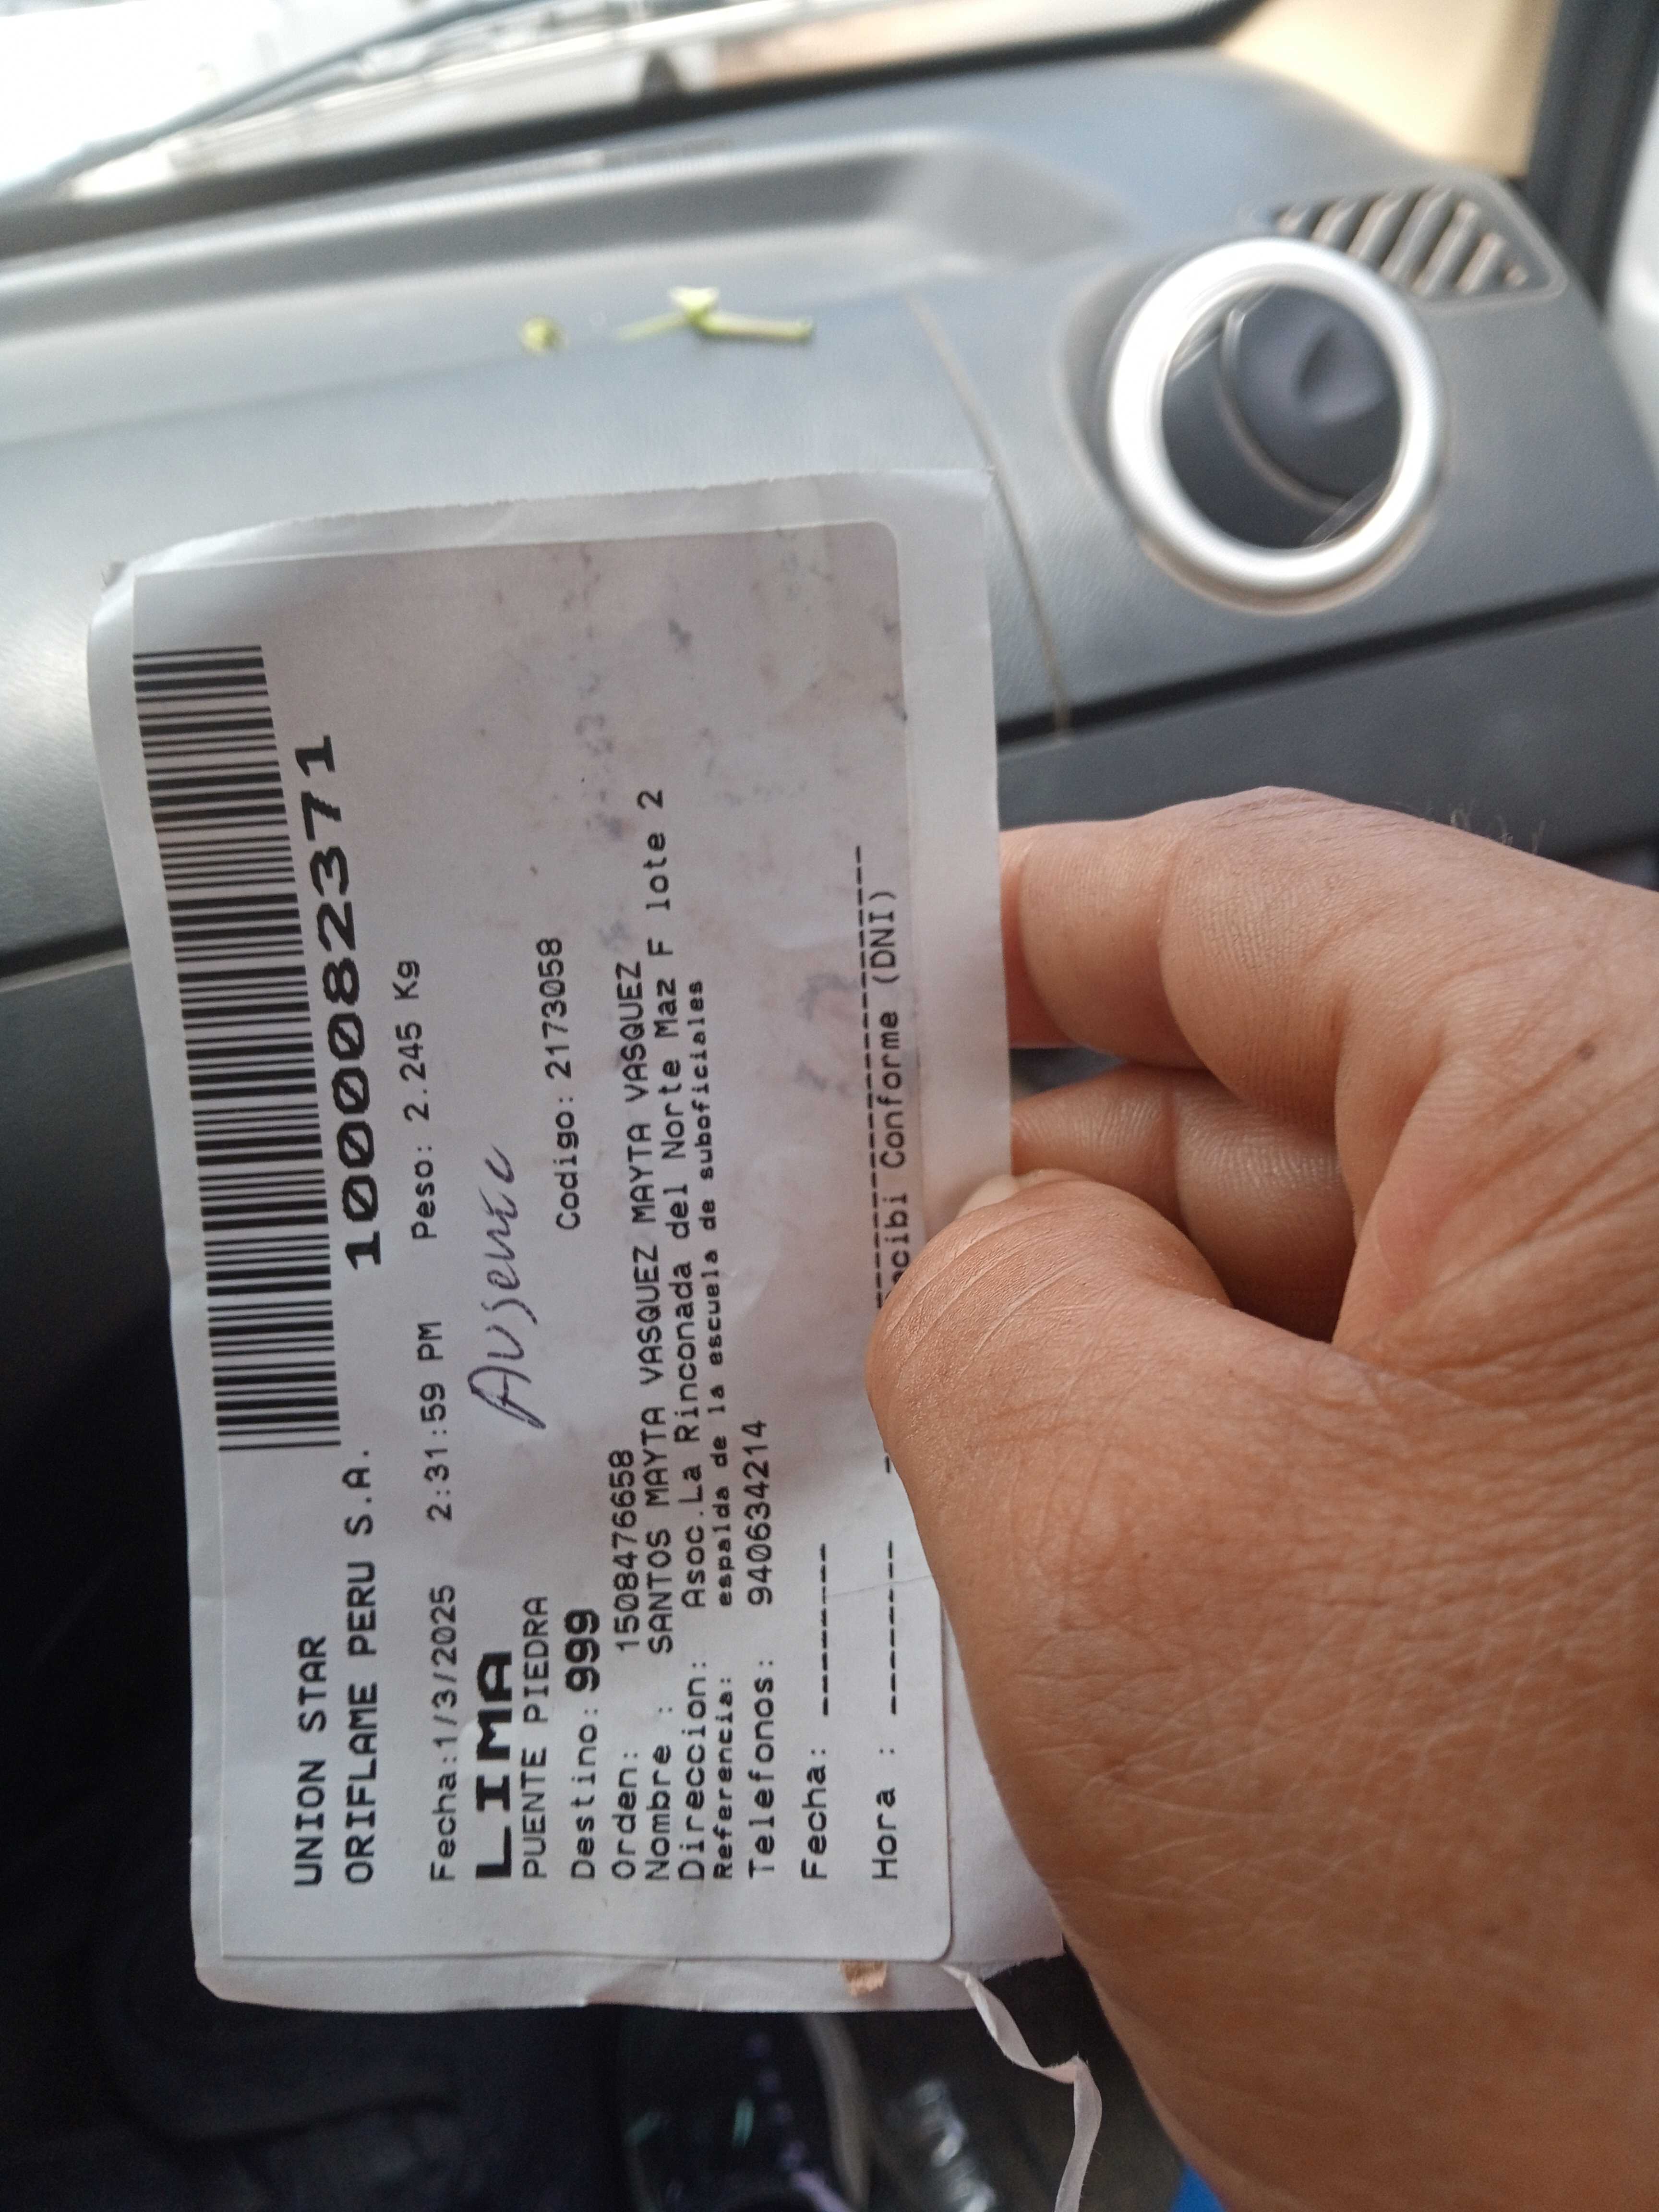 1000082371
UNION STAR
ORIFLAME PERU S.A.
Fecha:1/3/2025 2:31:59 PM Peso: 2.245 Kg
LIMA
Ausente
PUENTE PIEDRA
Destino: 999 Codigo: 2173058
Orden: 1508476658
Nombre : SANTOS MAYTA VASQUEZ MAYTA VASQUEZ
Direccion: Asoc.La Rinconada del Norte Maz F lote 2
Referencia: espalda de la escuela de suboficiales
Telefonos: 940634214
Fecha: -------
Hora : ------- ecibi Conforme (DNI)